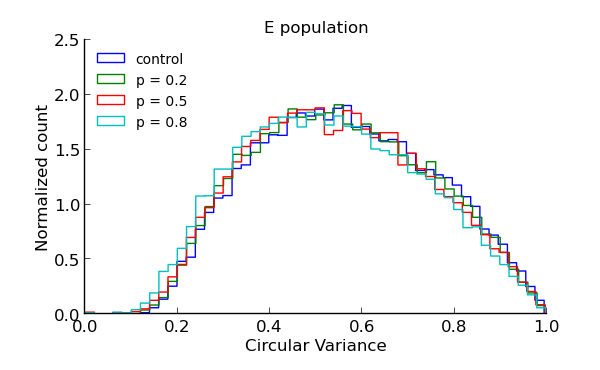 E population
2.5
2.0
1.5
1.0
0.5
0.0
Normalized count
control
p = 0.2
p = 0.5
p = 0.8
0.0 0.2 0.4 0.6 0.8 1.0
Circular Variance